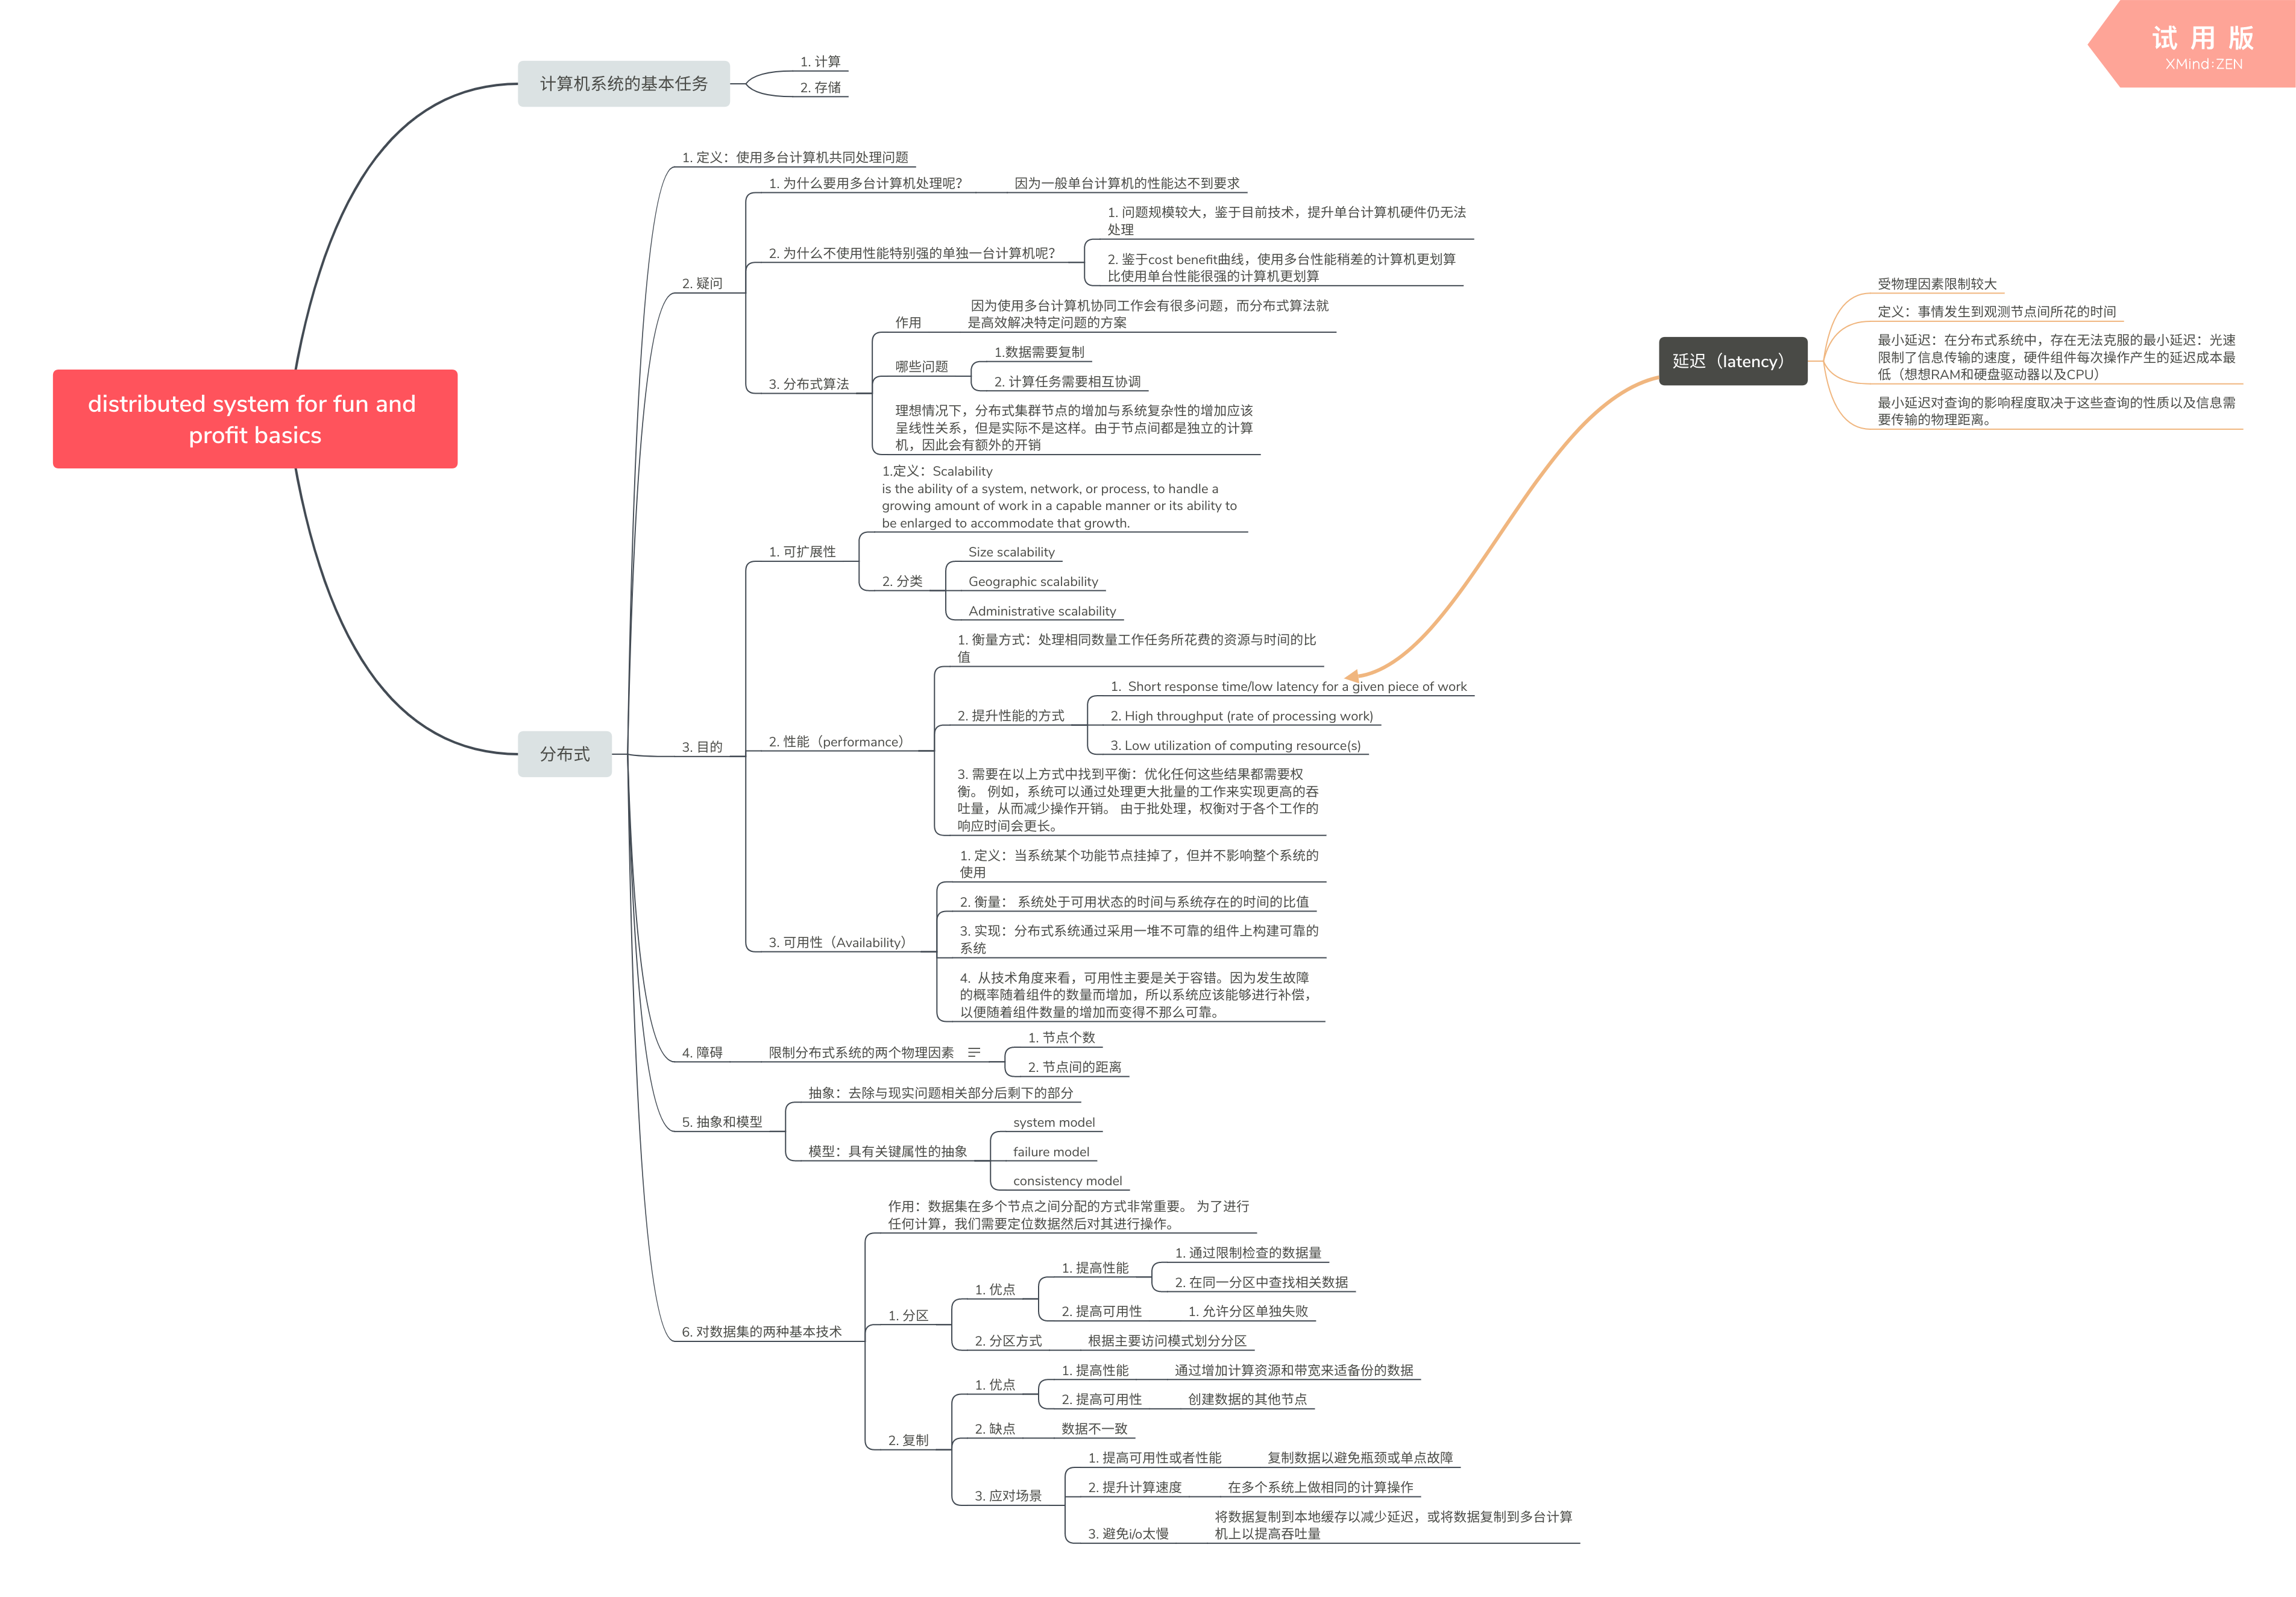 试用版
XMind:ZEN
distributed system for fun and
profit basics
计算机系统的基本任务
1. 计算
2. 存储
分布式
1. 定义：使用多台计算机共同处理问题
2. 疑问
1. 为什么要用多台计算机处理呢？
因为一般单台计算机的性能达不到要求
2. 为什么不使用性能特别强的单独一台计算机呢？
1. 问题规模较大，鉴于目前技术，提升单台计算机硬件仍无法
处理
2. 鉴于cost benefit曲线，使用多台性能稍差的计算机更划算
比使用单台性能很强的计算机更划算
3. 分布式算法
作用
因为使用多台计算机协同工作会有很多问题，而分布式算法就
是高效解决特定问题的方案
哪些问题
1.数据需要复制
2. 计算任务需要相互协调
理想情况下，分布式集群节点的增加与系统复杂性的增加应该
呈线性关系，但是实际不是这样。由于节点间都是独立的计算
机，因此会有额外的开销
3. 目的
1. 可扩展性
1.定义：Scalability
is the ability of a system, network, or process, to handle a
growing amount of work in a capable manner or its ability to
be enlarged to accommodate that growth.
2. 分类
Size scalability
Geographic scalability
Administrative scalability
2. 性能（performance）
1. 衡量方式：处理相同数量工作任务所花费的资源与时间的比
值
2. 提升性能的方式
1. Short response time/low latency for a given piece of work
2. High throughput (rate of processing work)
3. Low utilization of computing resource(s)
3. 需要在以上方式中找到平衡：优化任何这些结果都需要权
衡。 例如，系统可以通过处理更大批量的工作来实现更高的吞
吐量，从而减少操作开销。 由于批处理，权衡对于各个工作的
响应时间会更长。
3. 可用性（Availability）
1. 定义：当系统某个功能节点挂掉了，但并不影响整个系统的
使用
2. 衡量： 系统处于可用状态的时间与系统存在的时间的比值
3. 实现：分布式系统通过采用一堆不可靠的组件上构建可靠的
系统
4. 从技术角度来看，可用性主要是关于容错。因为发生故障
的概率随着组件的数量而增加，所以系统应该能够进行补偿，
以便随着组件数量的增加而变得不那么可靠。
4. 障碍
限制分布式系统的两个物理因素
1. 节点个数
2. 节点间的距离
5. 抽象和模型
抽象：去除与现实问题相关部分后剩下的部分
模型：具有关键属性的抽象
system model
failure model
consistency model
6. 对数据集的两种基本技术
作用：数据集在多个节点之间分配的方式非常重要。 为了进行
任何计算，我们需要定位数据然后对其进行操作。
1. 分区
1. 优点
1. 提高性能
1. 通过限制检查的数据量
2. 在同一分区中查找相关数据
2. 提高可用性
1. 允许分区单独失败
2. 分区方式
根据主要访问模式划分分区
2. 复制
1. 优点
1. 提高性能
通过增加计算资源和带宽来适备份的数据
2. 提高可用性
创建数据的其他节点
2. 缺点
数据不一致
3. 应对场景
1. 提高可用性或者性能
复制数据以避免瓶颈或单点故障
2. 提升计算速度
在多个系统上做相同的计算操作
3. 避免i/o太慢
将数据复制到本地缓存以减少延迟，或将数据复制到多台计算
机上以提高吞吐量
延迟（latency）
受物理因素限制较大
定义：事情发生到观测节点间所花的时间
最小延迟：在分布式系统中，存在无法克服的最小延迟：光速
限制了信息传输的速度，硬件组件每次操作产生的延迟成本最
低（想想RAM和硬盘驱动器以及CPU）
最小延迟对查询的影响程度取决于这些查询的性质以及信息需
要传输的物理距离。